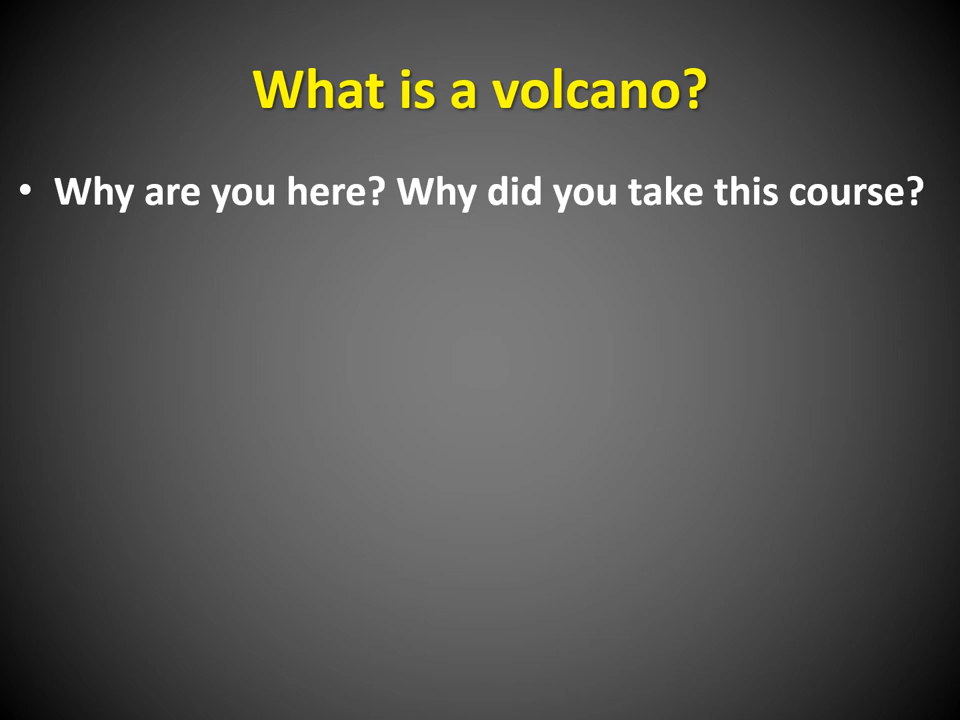 What is a volcano?
• Why are you here? Why did you take this course?